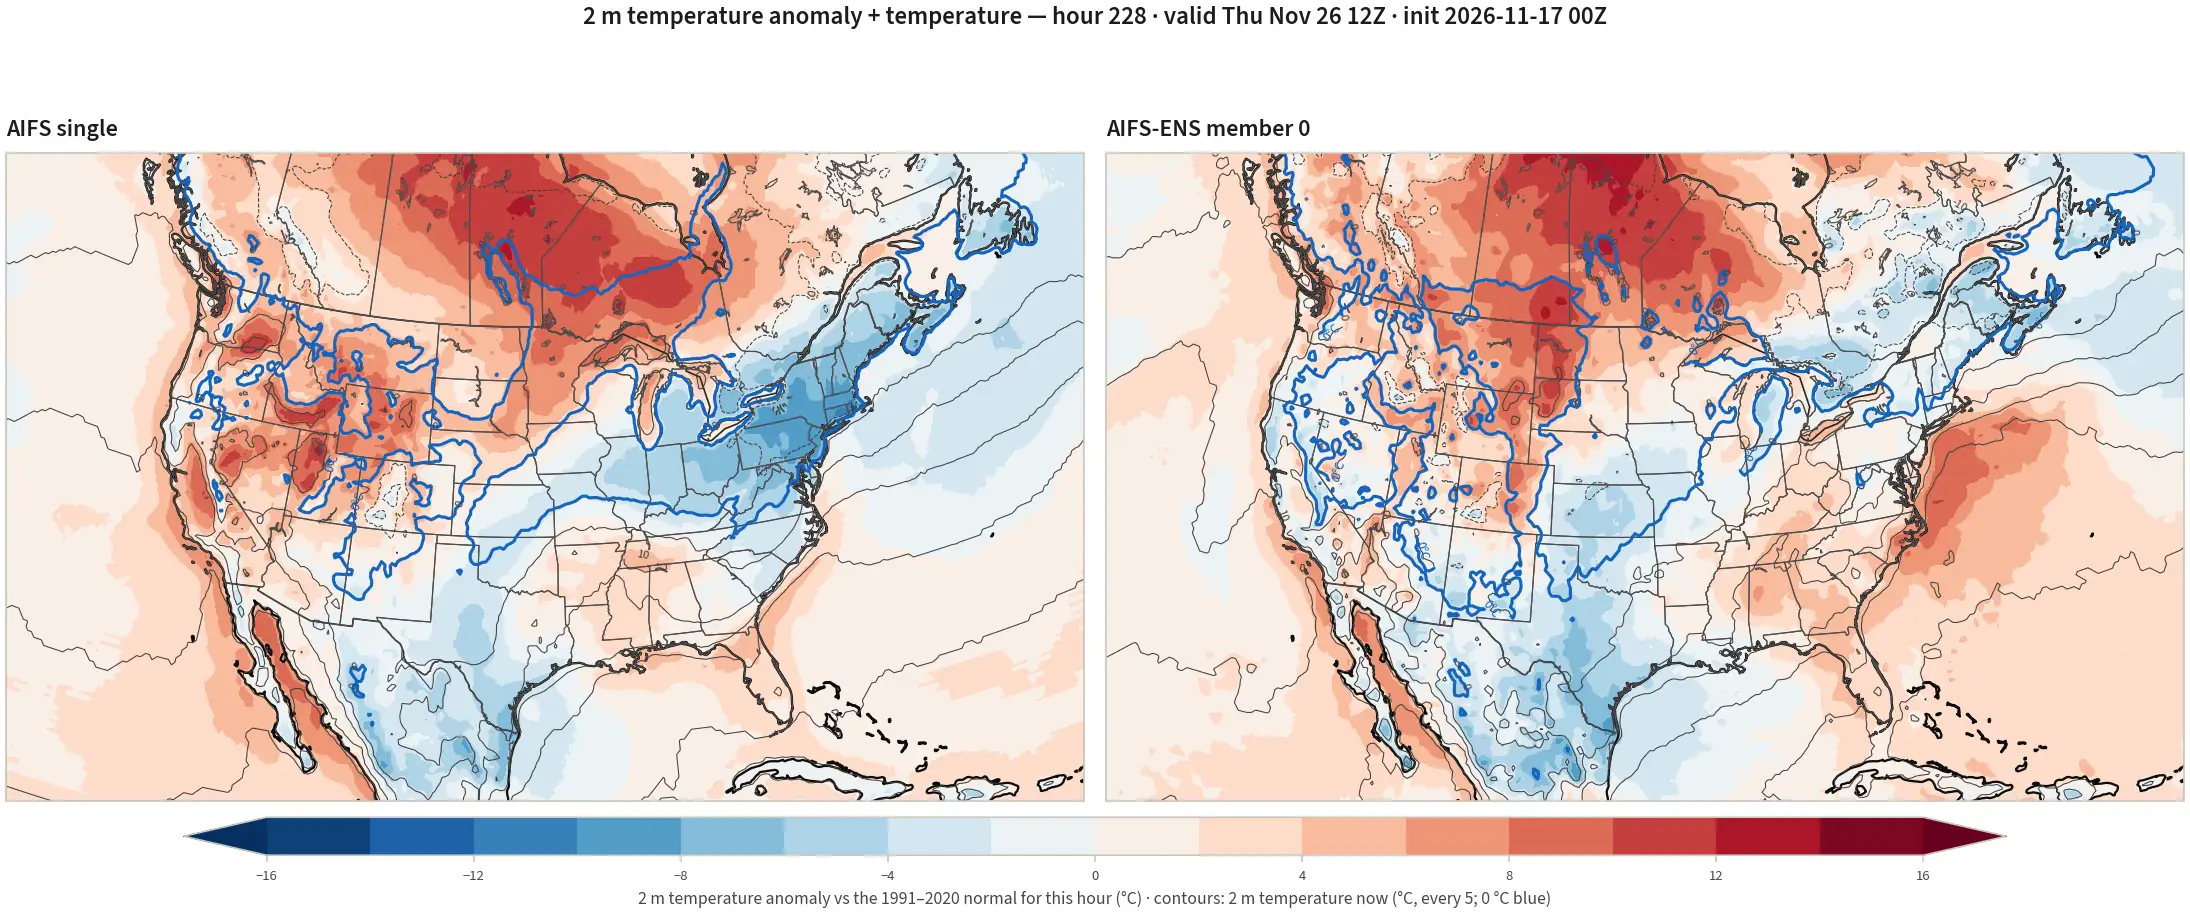 2 m temperature anomaly + temperature — hour 228 · valid Thu Nov 26 12Z · init 2026-11-17 00Z
AIFS single
AIFS-ENS member 0
10
−16 −12 −8 −4 0 4 8 12 16
2 m temperature anomaly vs the 1991–2020 normal for this hour (°C) · contours: 2 m temperature now (°C, every 5; 0 °C blue)